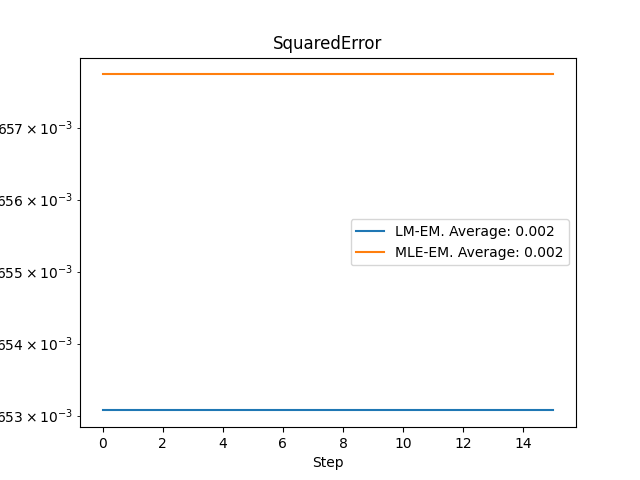 SquaredError
657 × 10⁻³
656 × 10⁻³
655 × 10⁻³
654 × 10⁻³
653 × 10⁻³
LM-EM. Average: 0.002
MLE-EM. Average: 0.002
0 2 4 6 8 10 12 14
Step